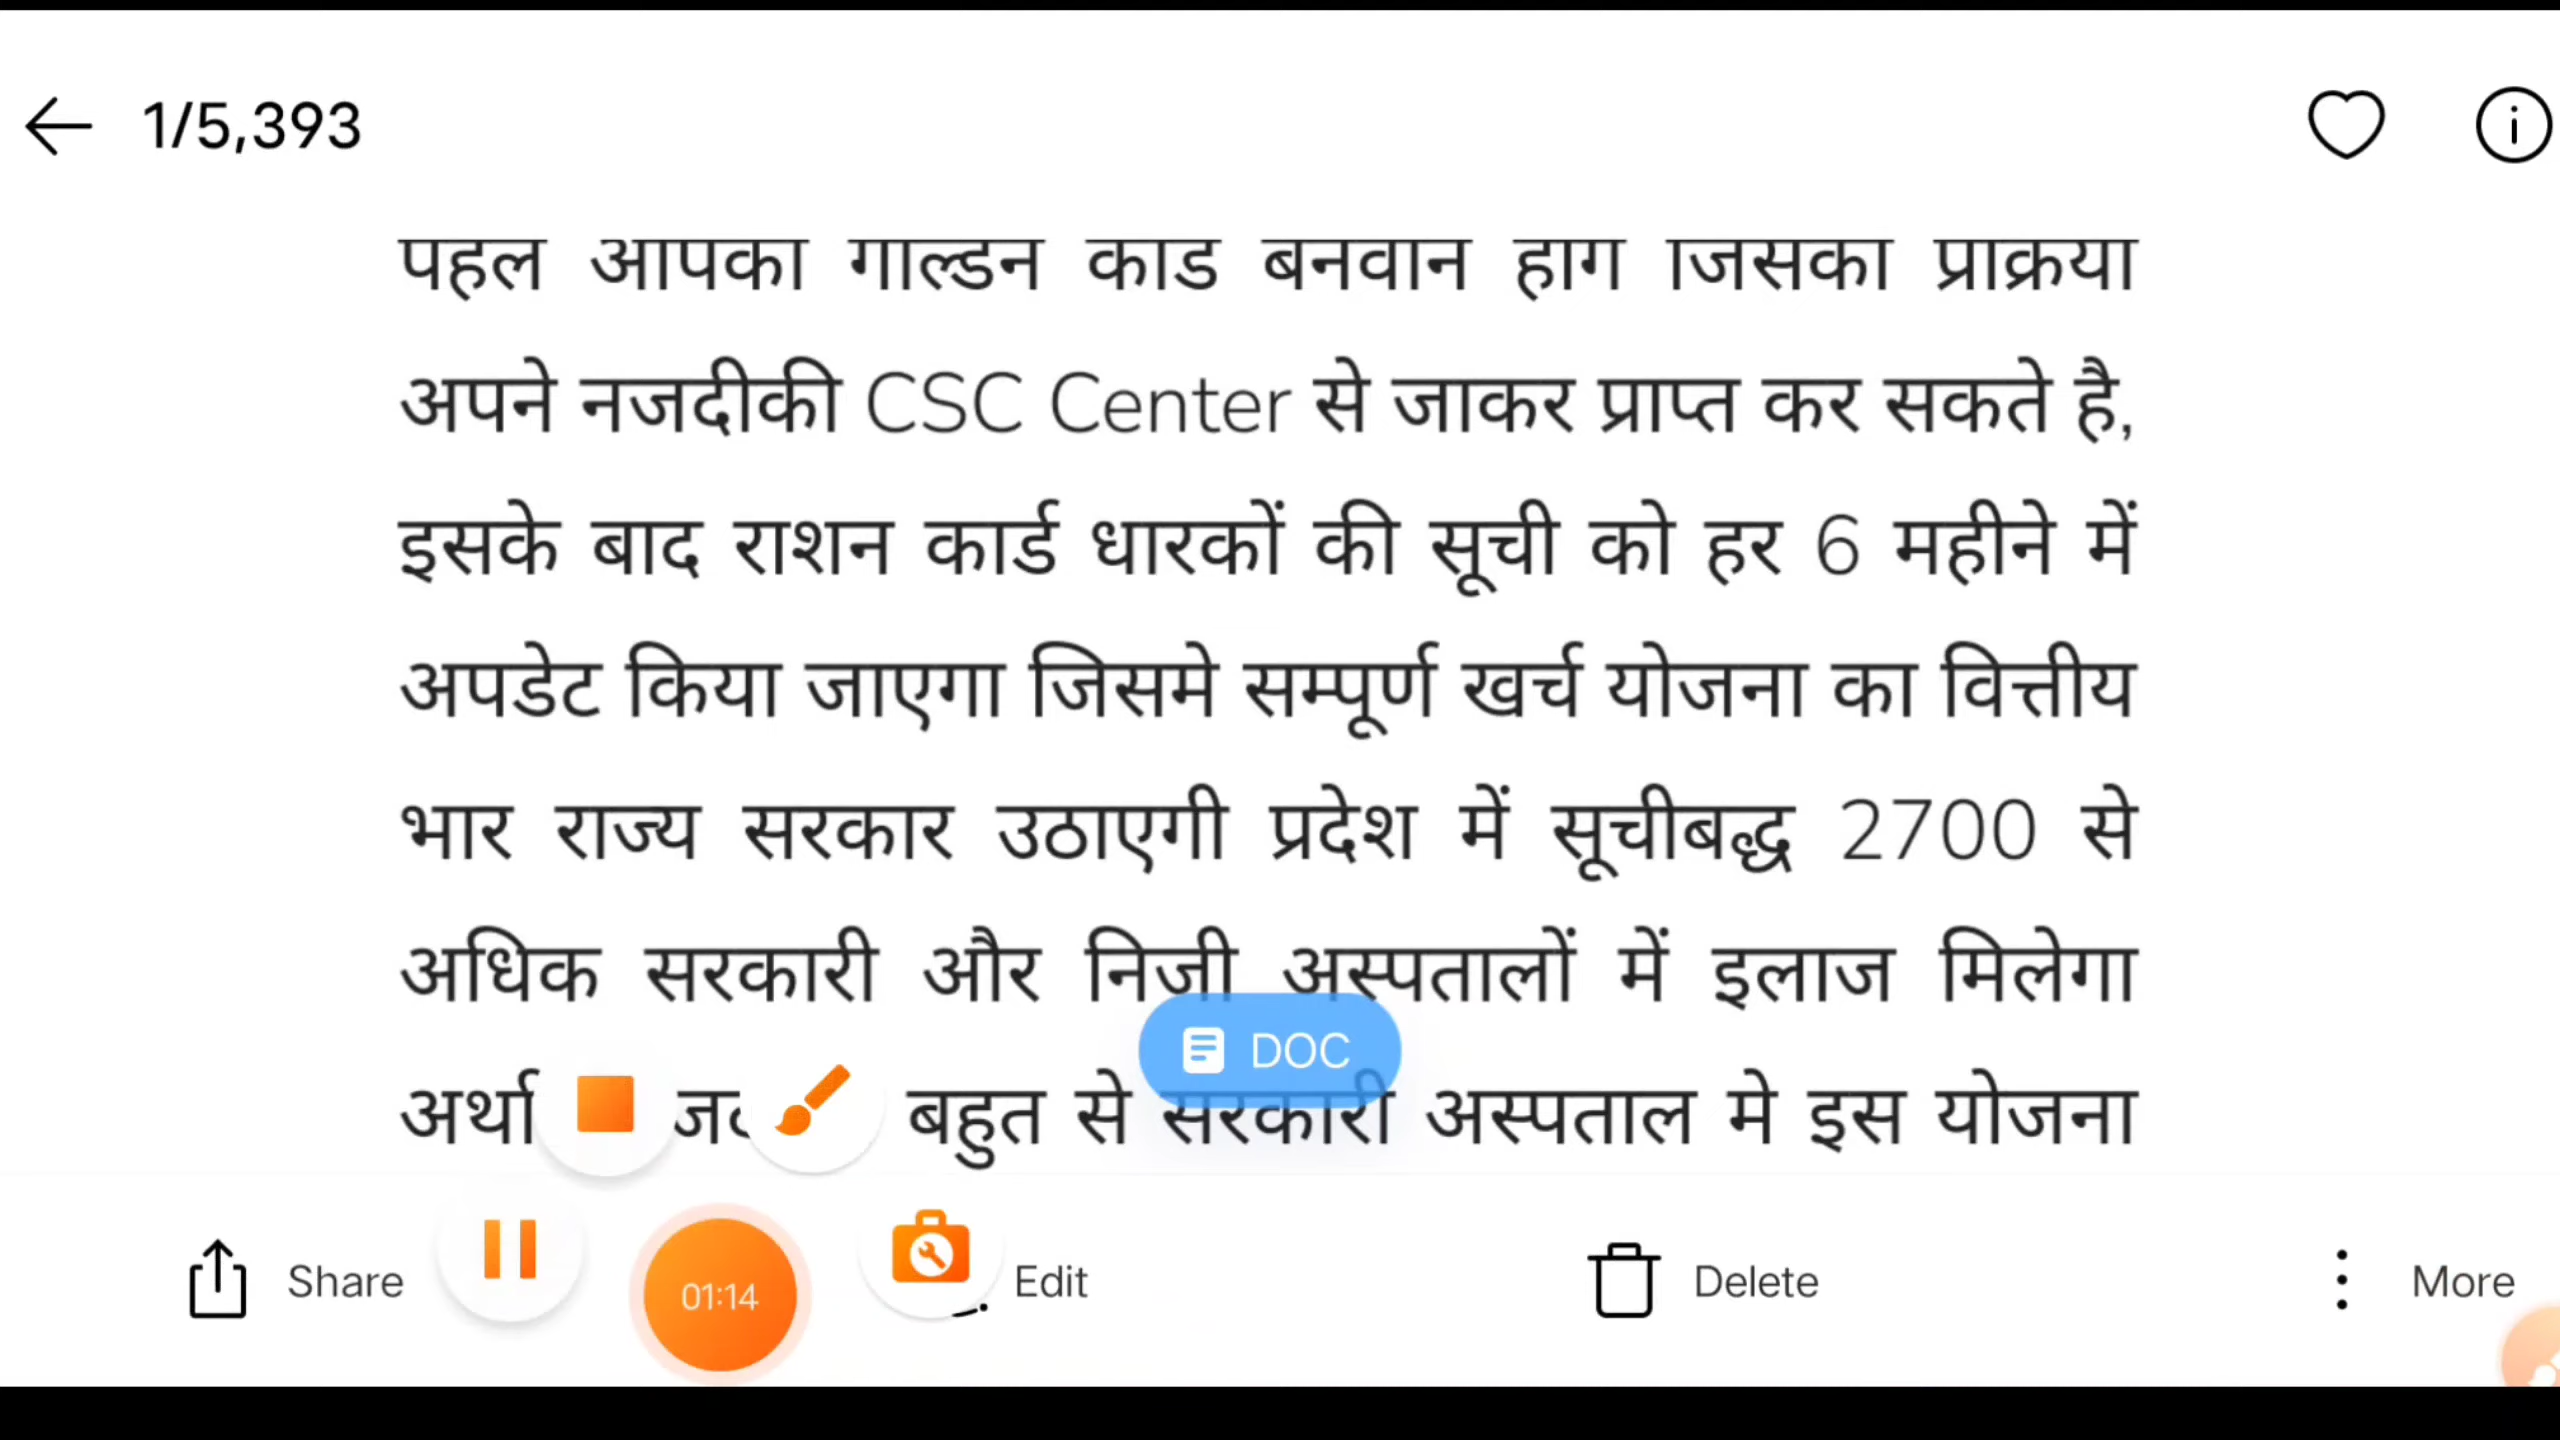 1/5,393
पहल आपका गोल्डन कार्ड बनवान होंग जिसका प्रक्रिया
अपने नजदीकी CSC Center से जाकर प्राप्त कर सकते है,
इसके बाद राशन कार्ड धारकों की सूची को हर 6 महीने में
अपडेट किया जाएगा जिसमे सम्पूर्ण खर्च योजना का वित्तीय
भार राज्य सरकार उठाएगी प्रदेश में सूचीबद्ध 2700 से
अधिक सरकारी और निजी अस्पतालों में इलाज मिलेगा
DOC
बहुत से सरकारी अस्पताल मे इस योजना
Share
01:14
Edit
Delete
More